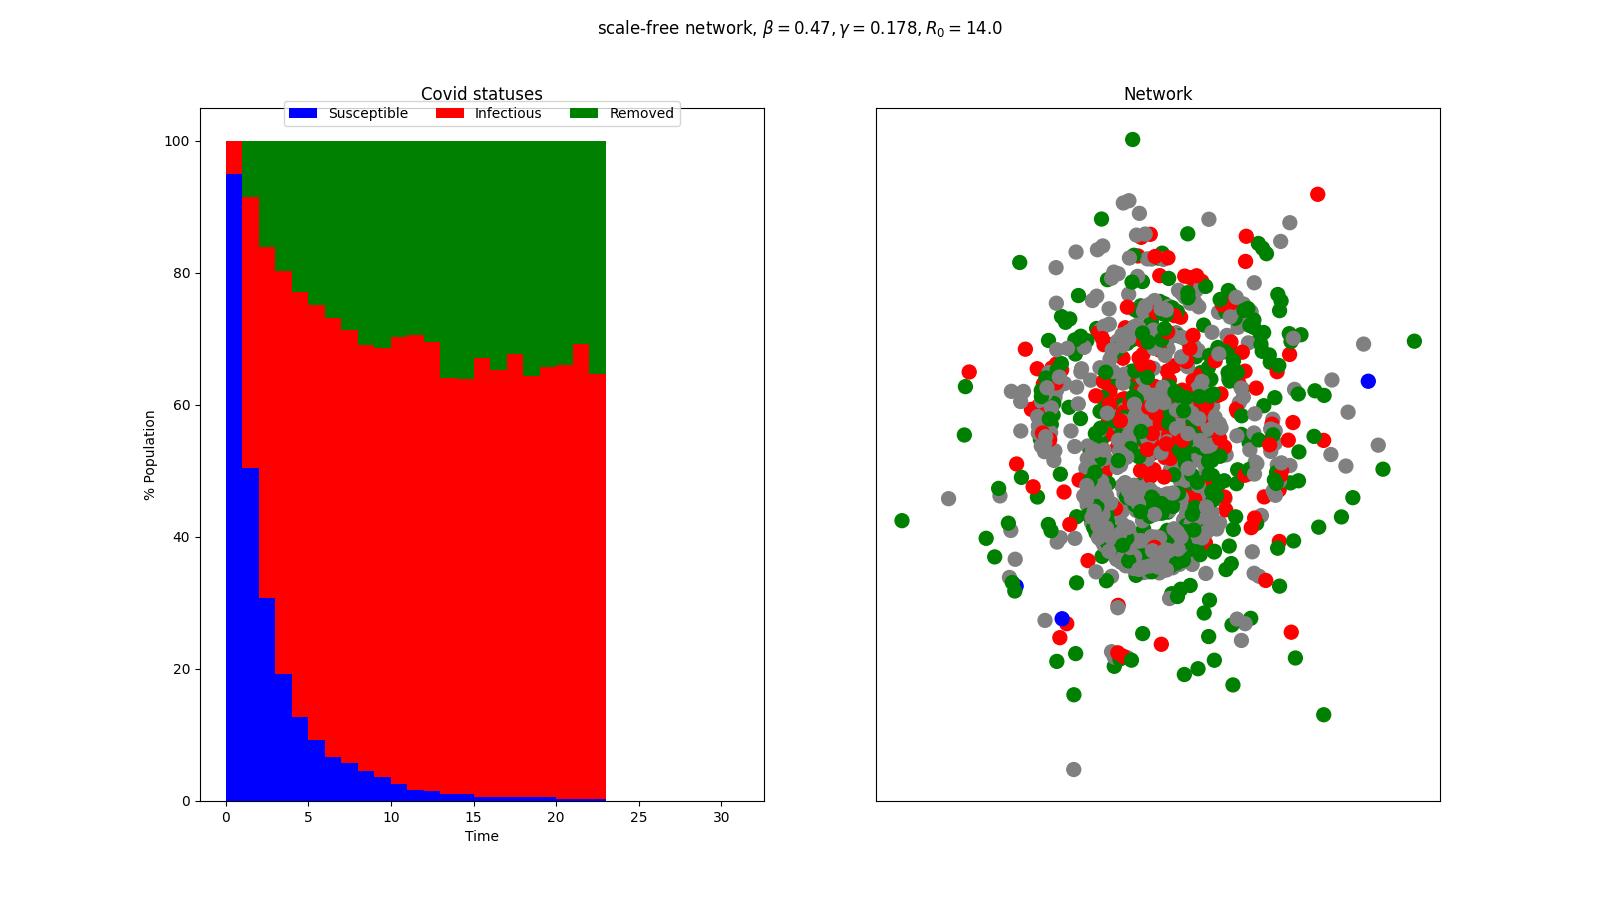 scale-free network, β = 0.47, γ = 0.178, R₀ = 14.0
Covid statuses
Susceptible Infectious Removed
% Population
100
80
60
40
20
0
0 5 10 15 20 25 30
Time
Network